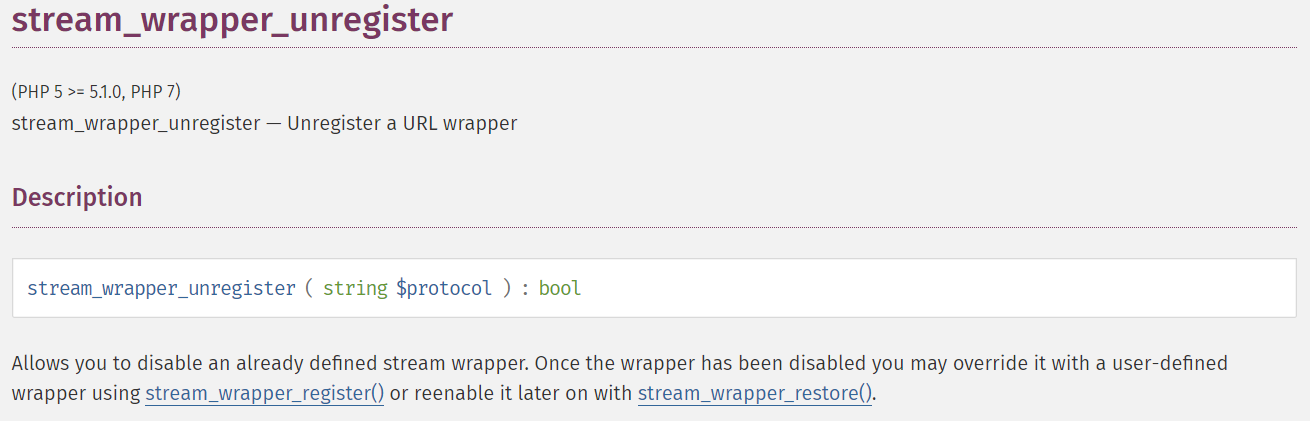 stream_wrapper_unregister
(PHP 5 >= 5.1.0, PHP 7)
stream_wrapper_unregister — Unregister a URL wrapper
Description
stream_wrapper_unregister ( string $protocol ) : bool
Allows you to disable an already defined stream wrapper. Once the wrapper has been disabled you may override it with a user-defined
wrapper using stream_wrapper_register() or reenable it later on with stream_wrapper_restore().